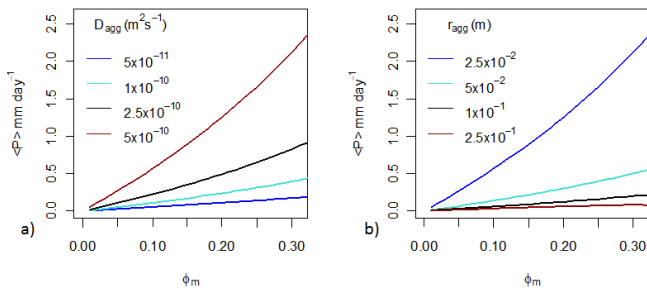 D_agg (m²s⁻¹)
5x10⁻¹¹
1x10⁻¹⁰
2.5x10⁻¹⁰
5x10⁻¹⁰
<P> mm day⁻¹
0.0 0.5 1.0 1.5 2.0 2.5
0.00 0.10 0.20 0.30
ϕ_m
a)
r_agg (m)
2.5x10⁻²
5x10⁻²
1x10⁻¹
2.5x10⁻¹
<P> mm day⁻¹
0.0 0.5 1.0 1.5 2.0 2.5
0.00 0.10 0.20 0.30
ϕ_m
b)